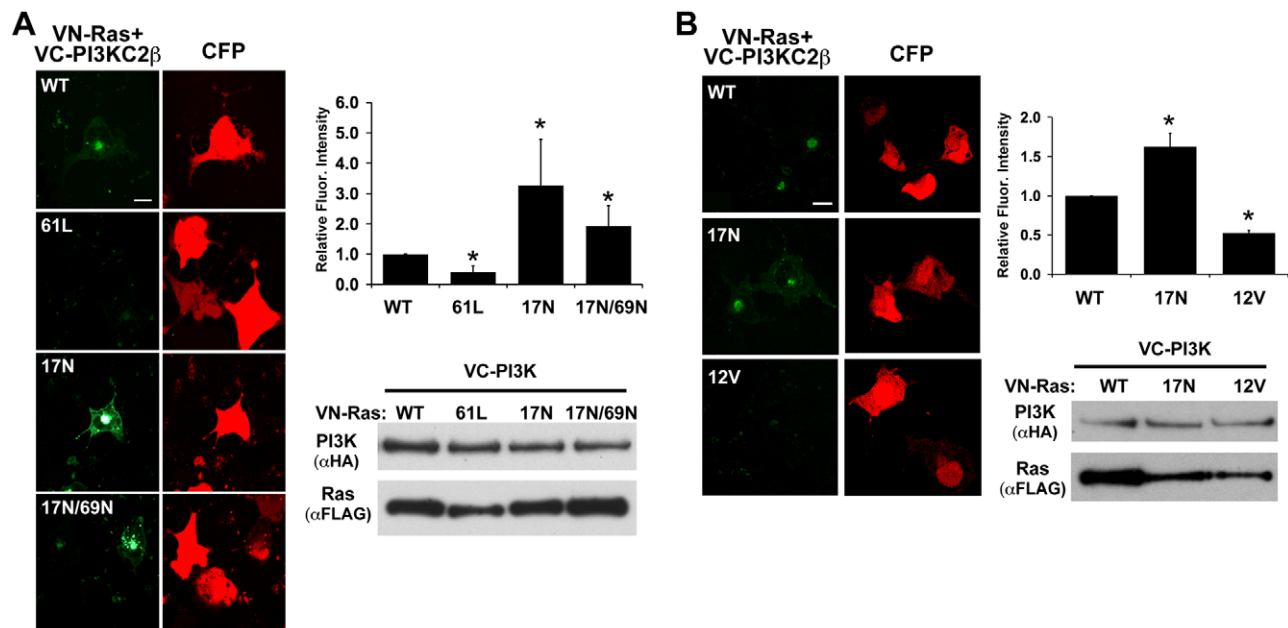 A
VN-Ras+
VC-PI3KC2β
CFP
WT
61L
17N
17N/69N
Relative Fluor. Intensity
6.0
5.0
4.0
3.0
2.0
1.0
0.0
*
*
*
WT 61L 17N 17N/69N
VC-PI3K
VN-Ras: WT 61L 17N 17N/69N
PI3K
(αHA)
Ras
(αFLAG)
B
VN-Ras+
VC-PI3KC2β
CFP
WT
17N
12V
Relative Fluor. Intensity
2.0
1.5
1.0
0.5
0.0
*
*
WT 17N 12V
VC-PI3K
VN-Ras: WT 17N 12V
PI3K
(αHA)
Ras
(αFLAG)